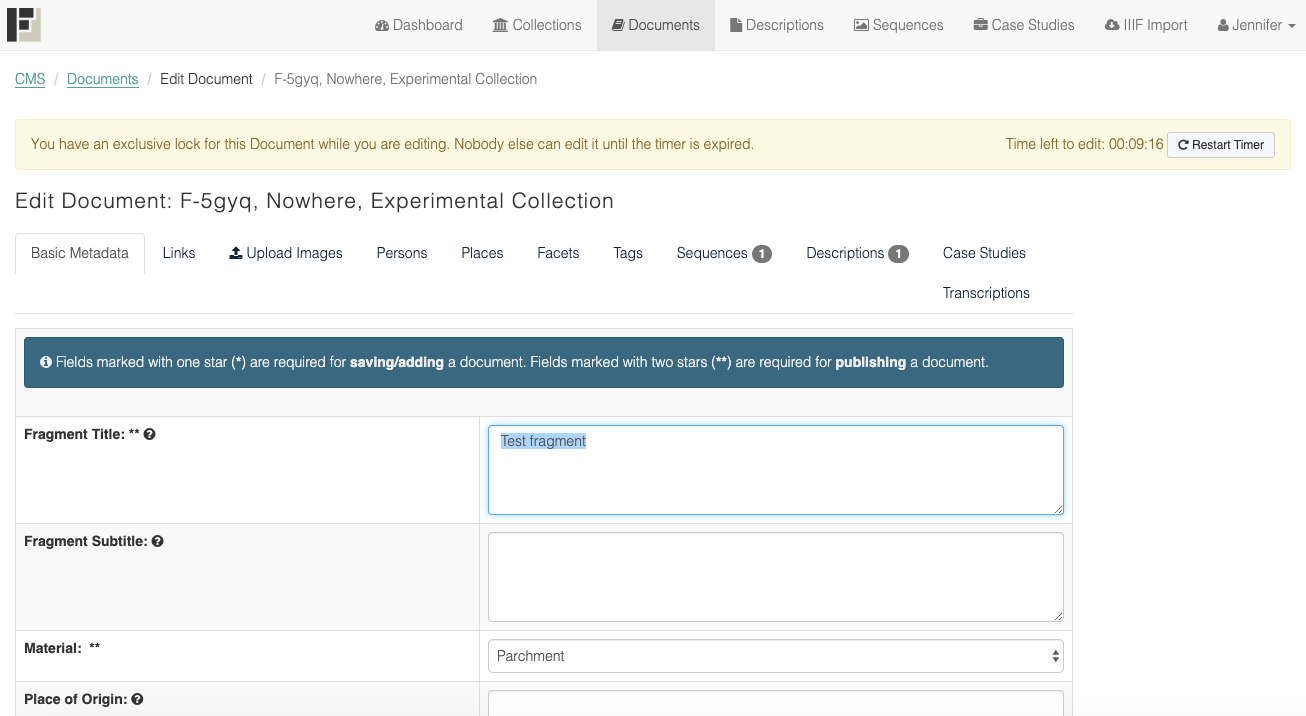 Dashboard Collections Documents Descriptions Sequences Case Studies IIIF Import Jennifer
CMS / Documents / Edit Document / F-5gyq, Nowhere, Experimental Collection
You have an exclusive lock for this Document while you are editing. Nobody else can edit it until the timer is expired. Time left to edit: 00:09:16 Restart Timer
Edit Document: F-5gyq, Nowhere, Experimental Collection
Basic Metadata Links Upload Images Persons Places Facets Tags Sequences 1 Descriptions 1 Case Studies
Transcriptions
Fields marked with one star (*) are required for saving/adding a document. Fields marked with two stars (**) are required for publishing a document.
Fragment Title: ** Test fragment
Fragment Subtitle:
Material: ** Parchment
Place of Origin: